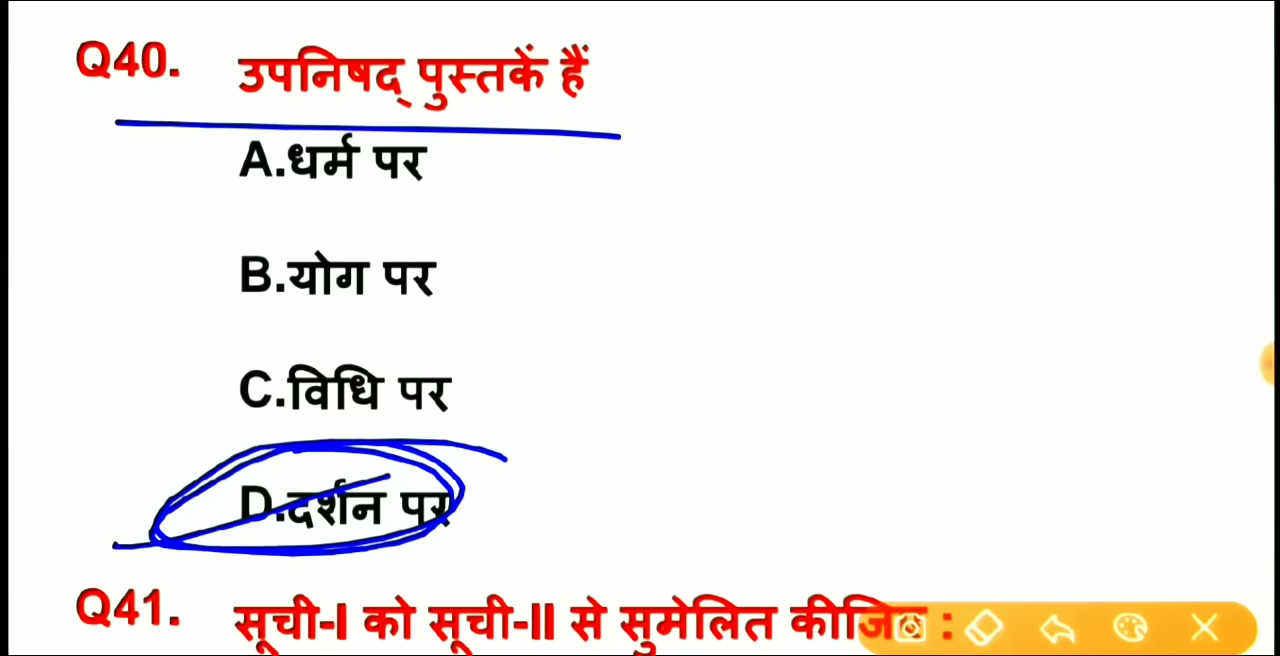 Q40. उपनिषद् पुस्तकें हैं
A.धर्म पर
B.योग पर
C.विधि पर
D.दर्शन पर
Q41. सूची-I को सूची-II से सुमेलित कीजिए :